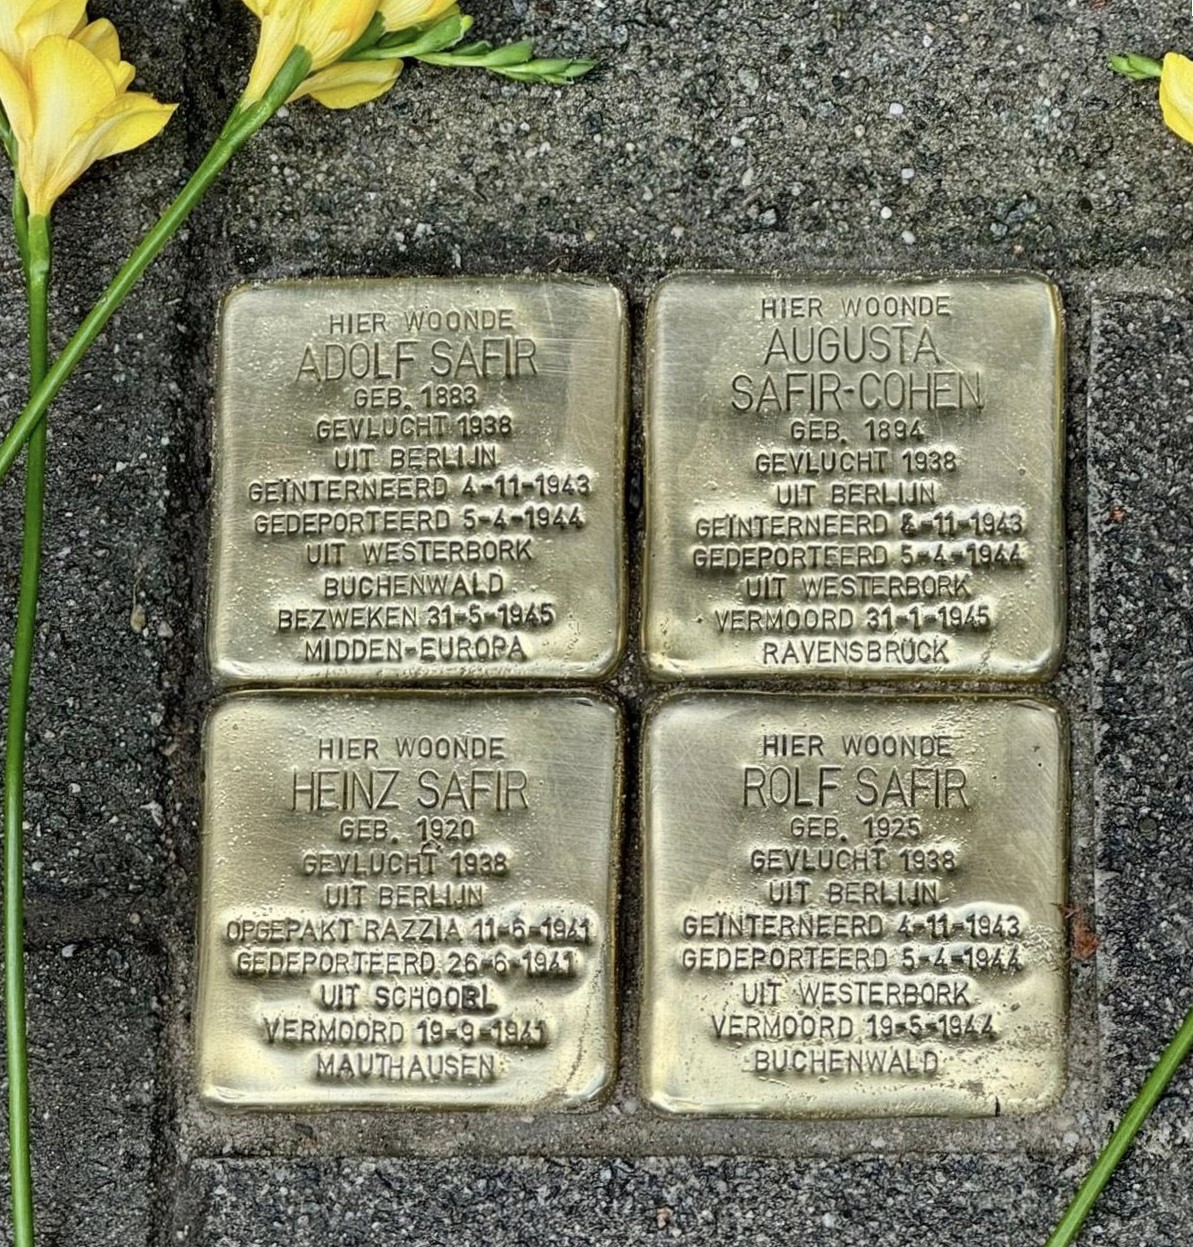 HIER WOONDE
ADOLF SAFIR
GEB. 1883
GEVLUCHT 1938
UIT BERLIJN
GEÏNTERNEERD 4-11-1943
GEDEPORTEERD 5-4-1944
UIT WESTERBORK
BUCHENWALD
BEZWEKEN 31-5-1945
MIDDEN-EUROPA
HIER WOONDE
AUGUSTA
SAFIR-COHEN
GEB. 1894
GEVLUCHT 1938
UIT BERLIJN
GEÏNTERNEERD 4-11-1943
GEDEPORTEERD 5-4-1944
UIT WESTERBORK
VERMOORD 31-1-1945
RAVENSBRÜCK
HIER WOONDE
HEINZ SAFIR
GEB. 1920
GEVLUCHT 1938
UIT BERLIJN
OPGEPAKT RAZZIA 11-6-1941
GEDEPORTEERD 26-6-1941
UIT SCHOORL
VERMOORD 19-9-1941
MAUTHAUSEN
HIER WOONDE
ROLF SAFIR
GEB. 1925
GEVLUCHT 1938
UIT BERLIJN
GEÏNTERNEERD 4-11-1943
GEDEPORTEERD 5-4-1944
UIT WESTERBORK
VERMOORD 19-5-1944
BUCHENWALD